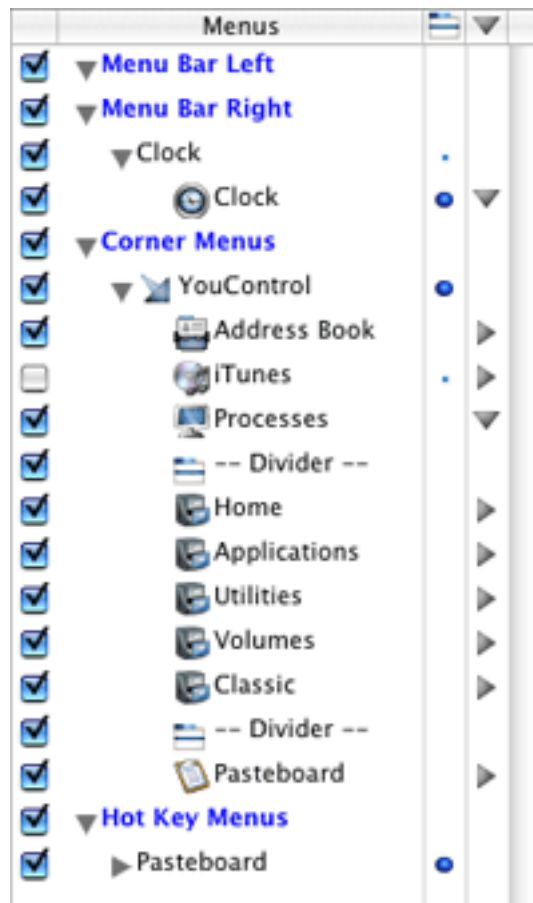 Menus
Menu Bar Left
Menu Bar Right
Clock
Clock
Corner Menus
YouControl
Address Book
iTunes
Processes
-- Divider --
Home
Applications
Utilities
Volumes
Classic
-- Divider --
Pasteboard
Hot Key Menus
Pasteboard